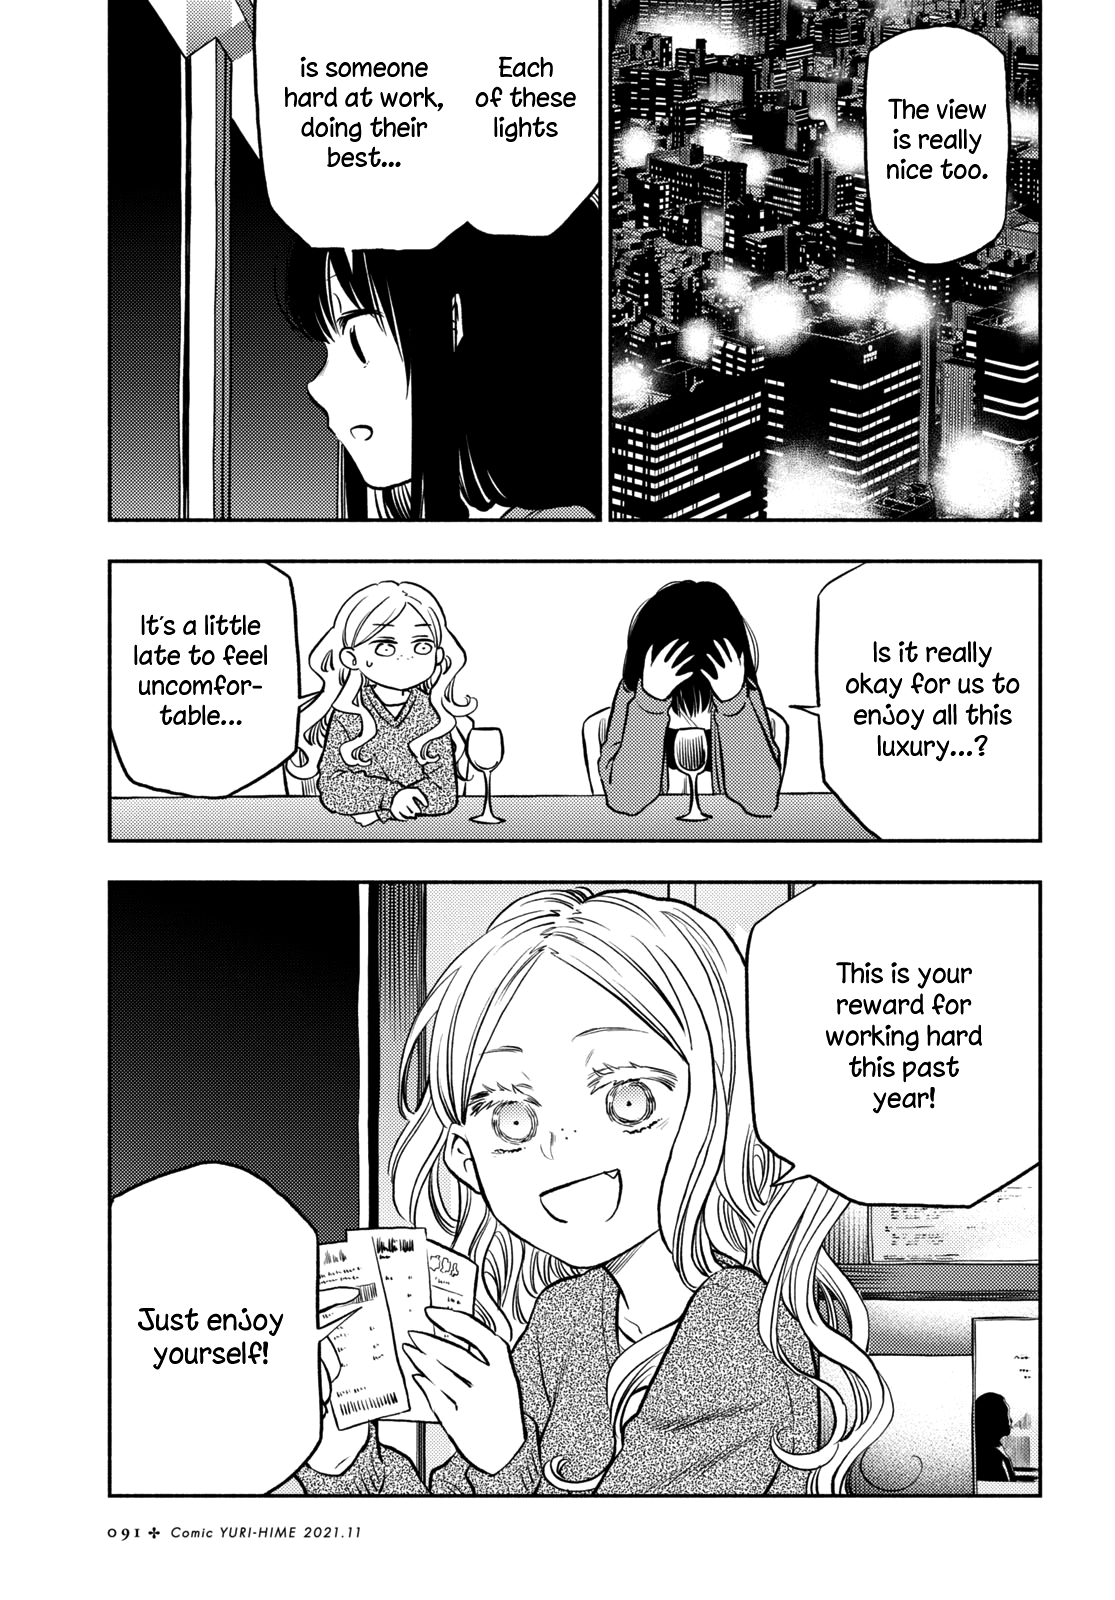 The view
is really
nice too.
Each
of these
lights
is someone
hard at work,
doing their
best...
Is it really
okay for us to
enjoy all this
luxury...?
It's a little
late to feel
uncomfor-
table...
This is your
reward for
working hard
this past
year!
Just enjoy
yourself!
091 ✢ Comic YURI-HIME 2021.11